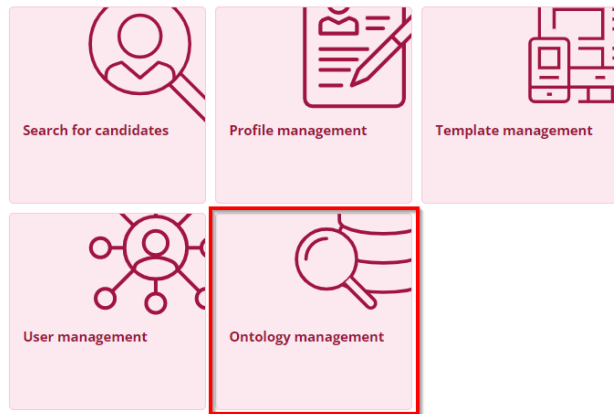 Search for candidates
Profile management
Template management
User management
Ontology management